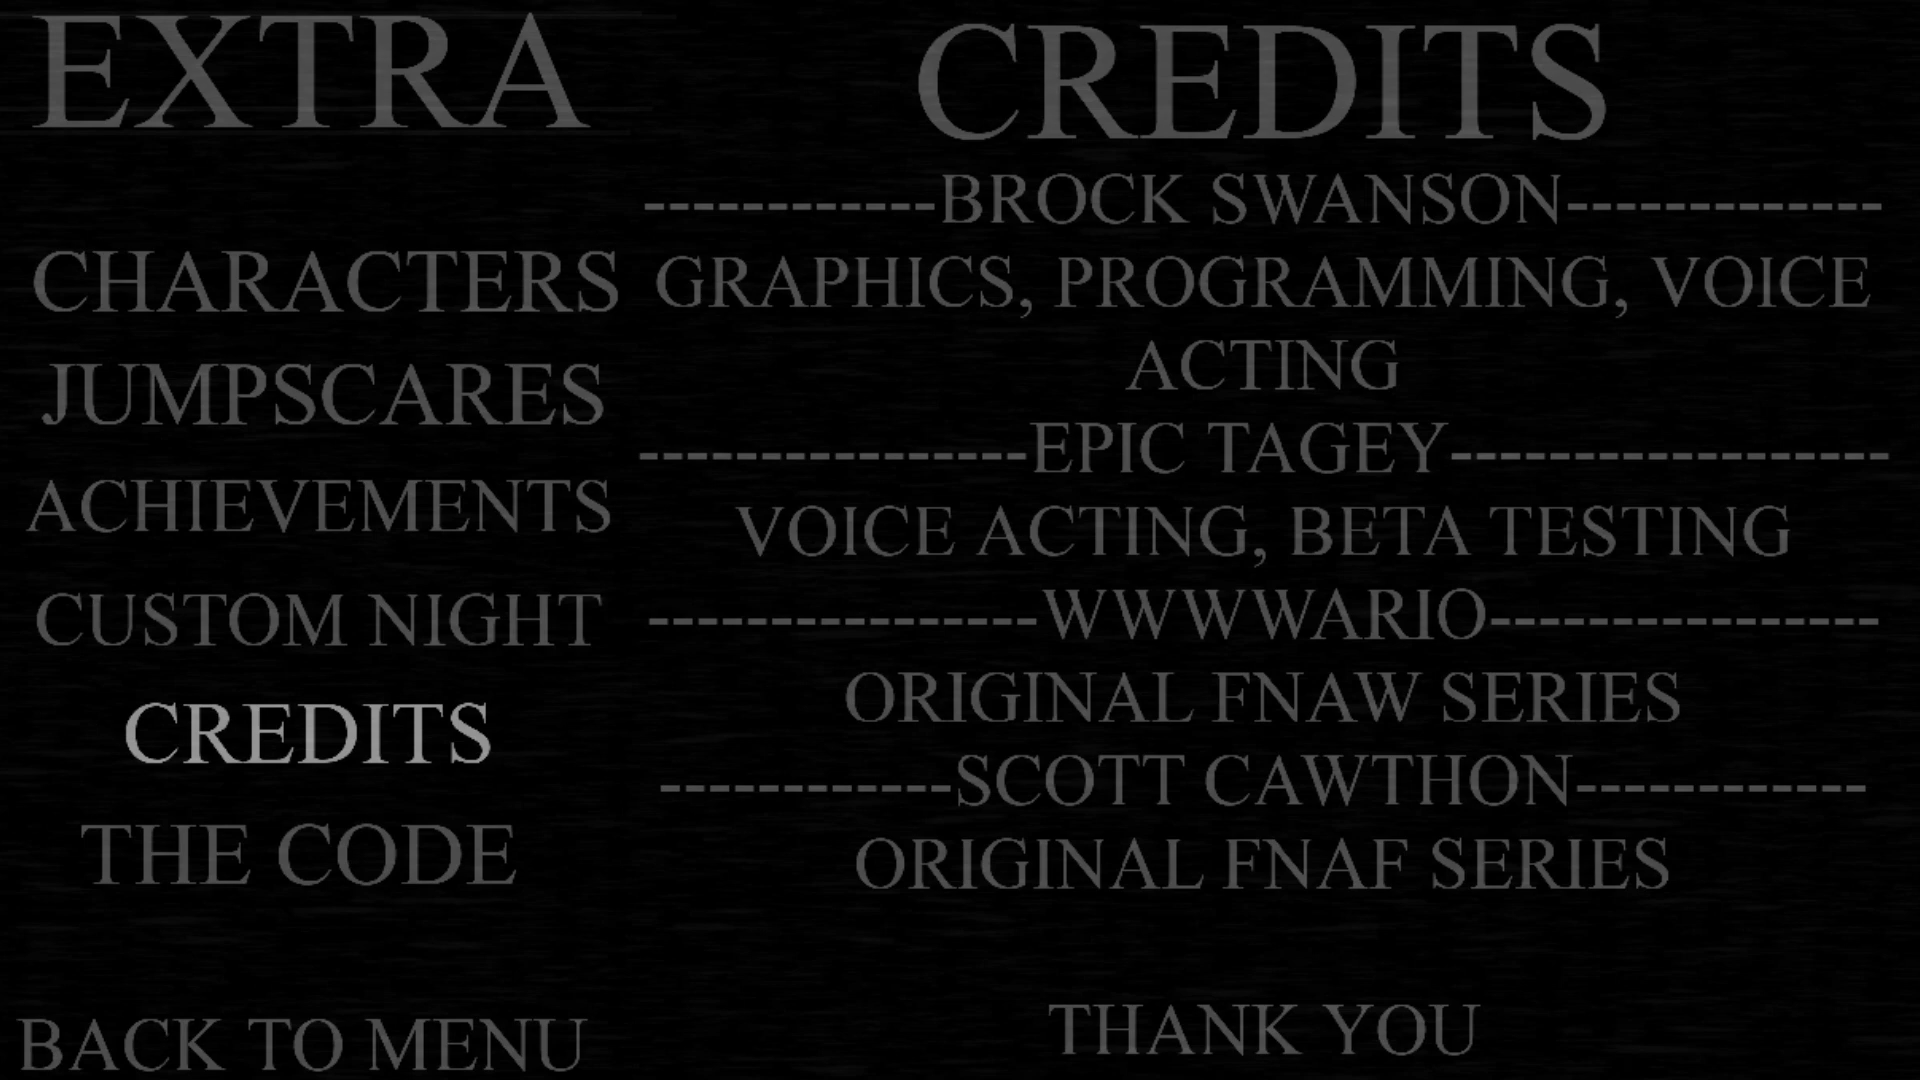 EXTRA
CHARACTERS
JUMPSCARES
ACHIEVEMENTS
CUSTOM NIGHT
CREDITS
THE CODE
BACK TO MENU
CREDITS
------------BROCK SWANSON-------------
GRAPHICS, PROGRAMMING, VOICE
ACTING
----------------EPIC TAGEY------------------
VOICE ACTING, BETA TESTING
----------------WWWWARIO----------------
ORIGINAL FNAW SERIES
------------SCOTT CAWTHON------------
ORIGINAL FNAF SERIES
THANK YOU